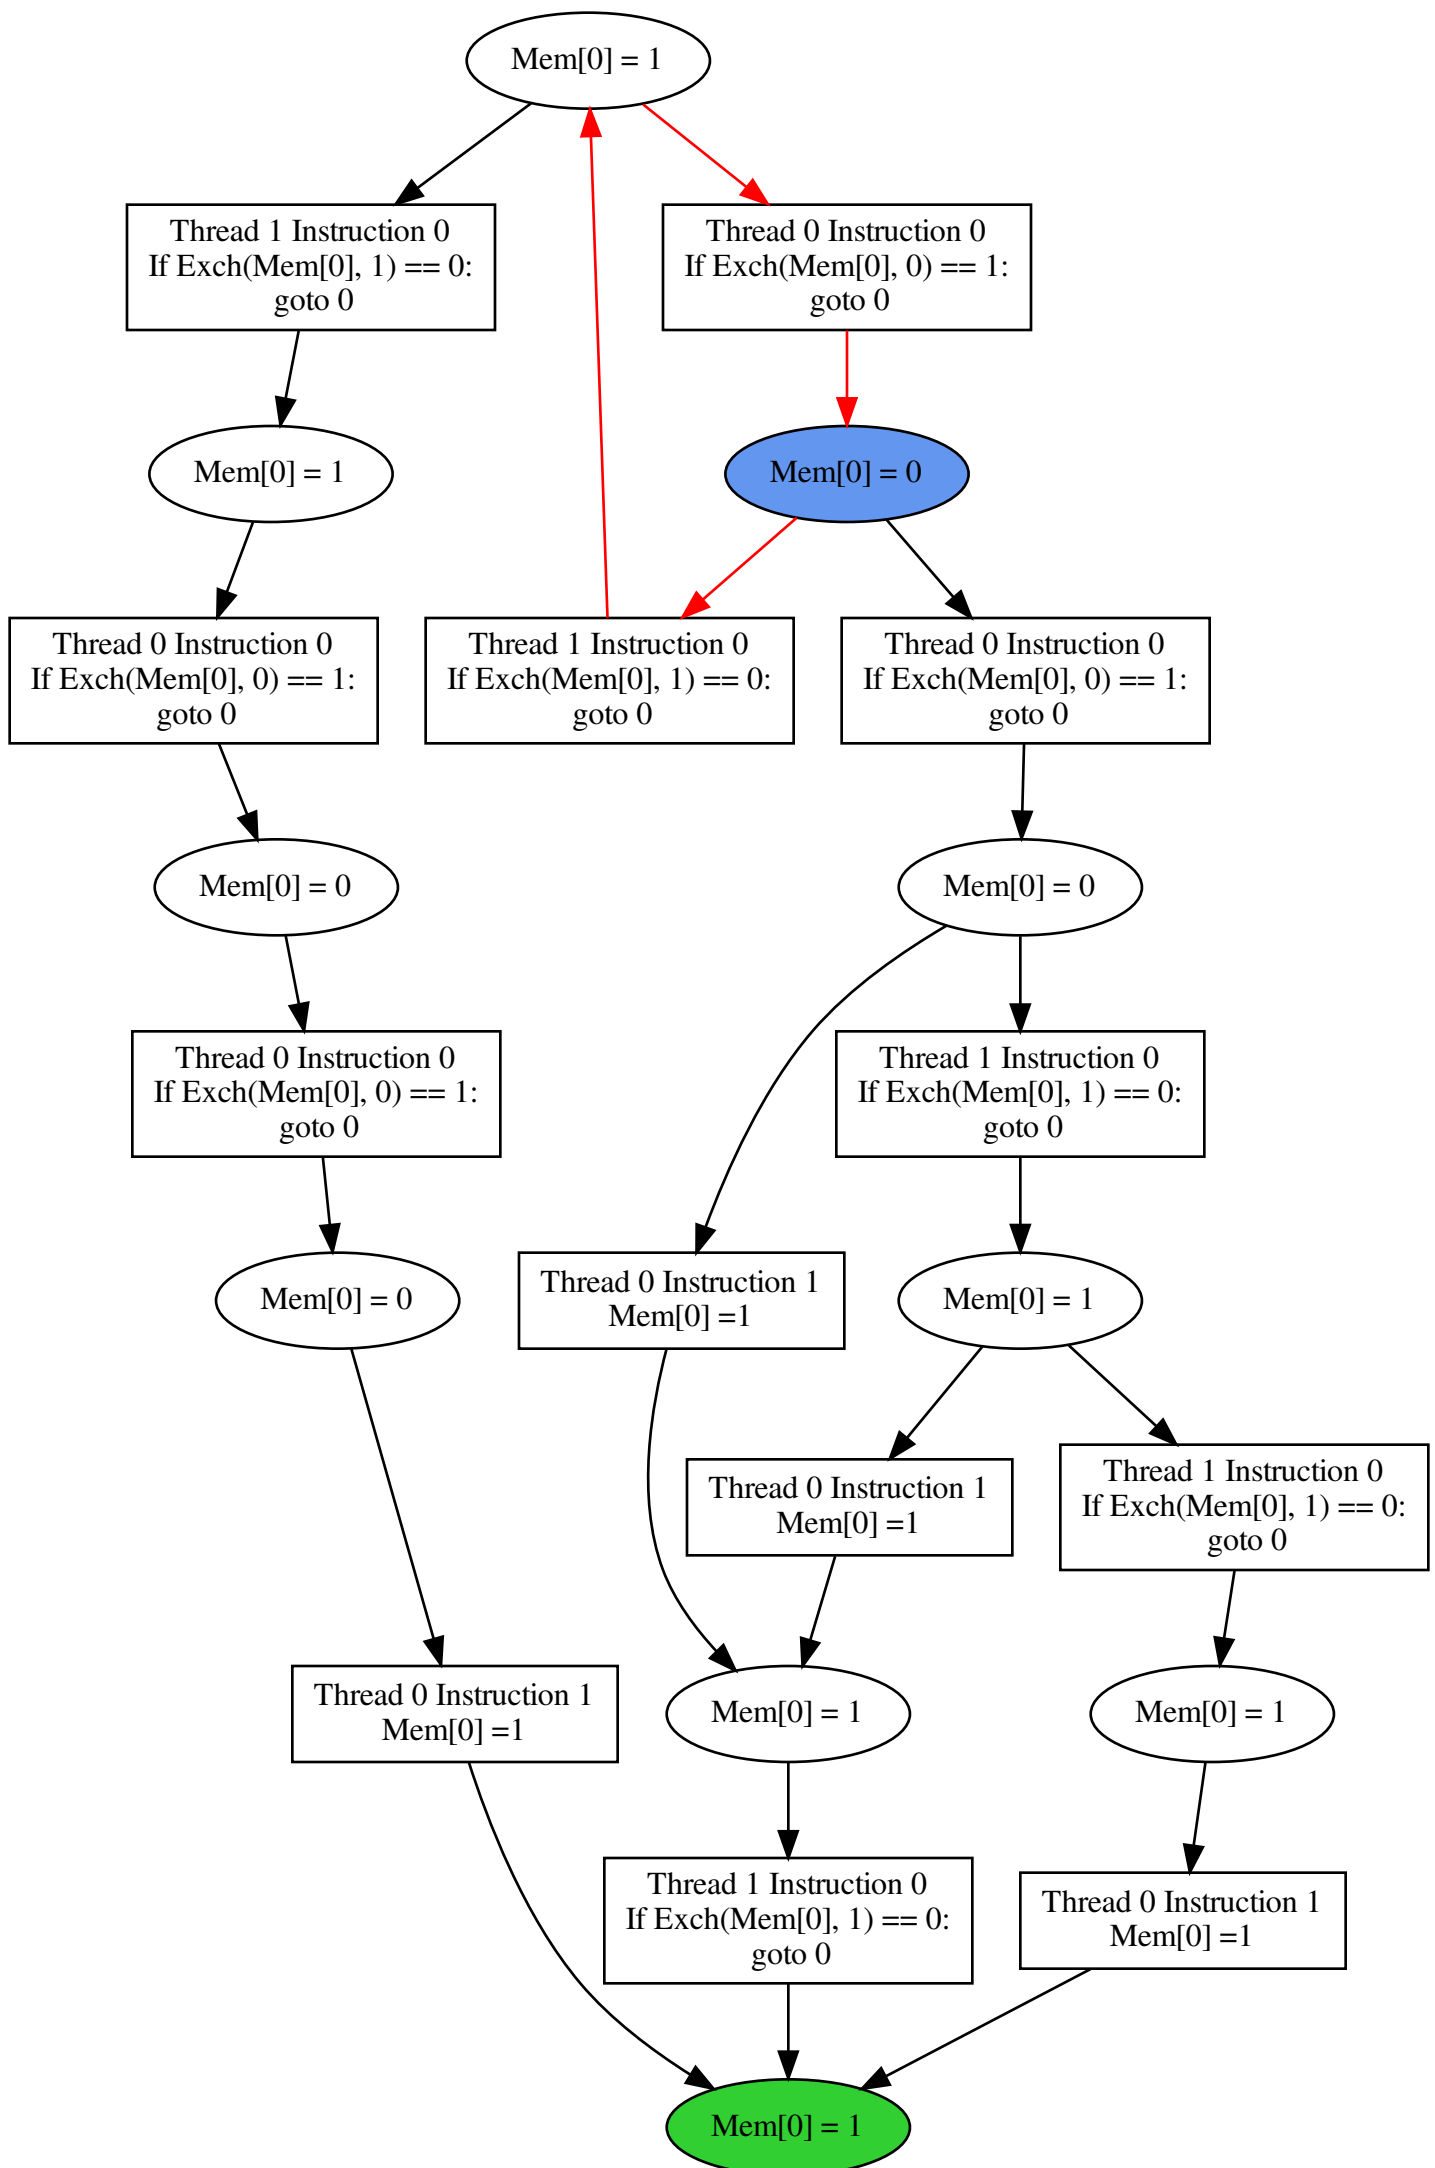 Mem[0] = 1
Thread 1 Instruction 0
If Exch(Mem[0], 1) == 0:
goto 0
Thread 0 Instruction 0
If Exch(Mem[0], 0) == 1:
goto 0
Mem[0] = 1
Mem[0] = 0
Thread 0 Instruction 0
If Exch(Mem[0], 0) == 1:
goto 0
Thread 1 Instruction 0
If Exch(Mem[0], 1) == 0:
goto 0
Thread 0 Instruction 0
If Exch(Mem[0], 0) == 1:
goto 0
Mem[0] = 0
Mem[0] = 0
Thread 0 Instruction 0
If Exch(Mem[0], 0) == 1:
goto 0
Thread 1 Instruction 0
If Exch(Mem[0], 1) == 0:
goto 0
Mem[0] = 0
Thread 0 Instruction 1
Mem[0] =1
Mem[0] = 1
Thread 0 Instruction 1
Mem[0] =1
Thread 1 Instruction 0
If Exch(Mem[0], 1) == 0:
goto 0
Thread 0 Instruction 1
Mem[0] =1
Mem[0] = 1
Mem[0] = 1
Thread 1 Instruction 0
If Exch(Mem[0], 1) == 0:
goto 0
Thread 0 Instruction 1
Mem[0] =1
Mem[0] = 1